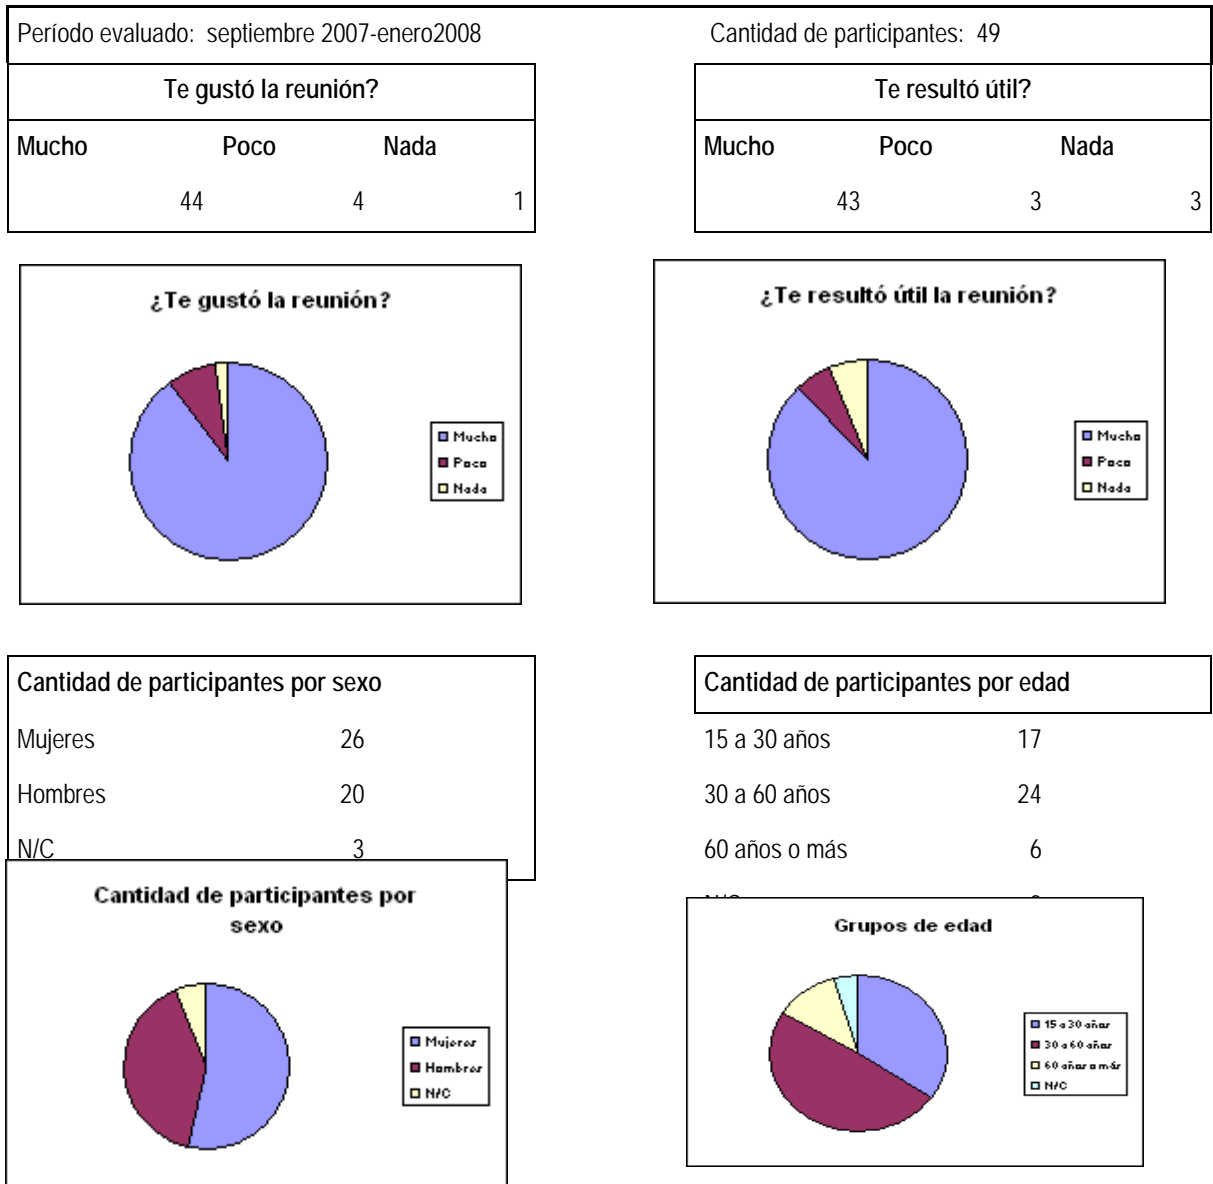 Período evaluado: septiembre 2007-enero2008 Cantidad de participantes: 49
Te gustó la reunión?
Mucho Poco Nada
44 4 1
Te resultó útil?
Mucho Poco Nada
43 3 3
¿Te gustó la reunión?
Mucho
Poco
Nada
¿Te resultó útil la reunión?
Mucho
Poco
Nada
Cantidad de participantes por sexo
Mujeres 26
Hombres 20
N/C 3
Cantidad de participantes por edad
15 a 30 años 17
30 a 60 años 24
60 años o más 6
Cantidad de participantes por
sexo
Mujeres
Hombres
N/C
Grupos de edad
15 a 30 años
30 a 60 años
60 años o más
N/C